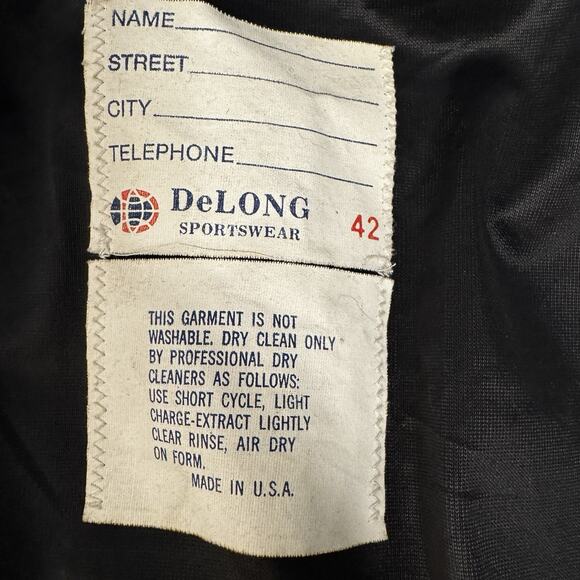 NAME
STREET
CITY
TELEPHONE
DeLONG
SPORTSWEAR 42
THIS GARMENT IS NOT
WASHABLE. DRY CLEAN ONLY
BY PROFESSIONAL DRY
CLEANERS AS FOLLOWS:
USE SHORT CYCLE, LIGHT
CHARGE-EXTRACT LIGHTLY
CLEAR RINSE, AIR DRY
ON FORM.
MADE IN U.S.A.